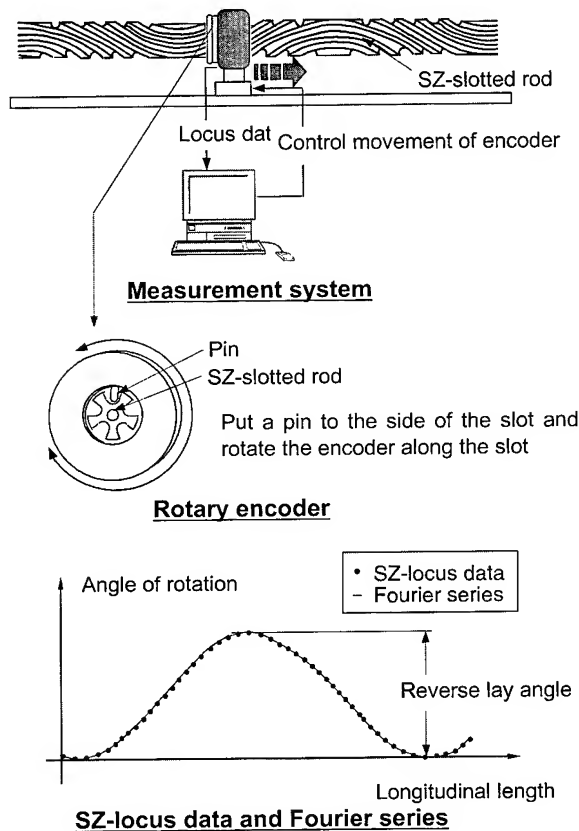 SZ-slotted rod
Locus dat
Control movement of encoder
Measurement system
Pin
SZ-slotted rod
Put a pin to the side of the slot and
rotate the encoder along the slot
Rotary encoder
Angle of rotation
• SZ-locus data
– Fourier series
Reverse lay angle
Longitudinal length
SZ-locus data and Fourier series